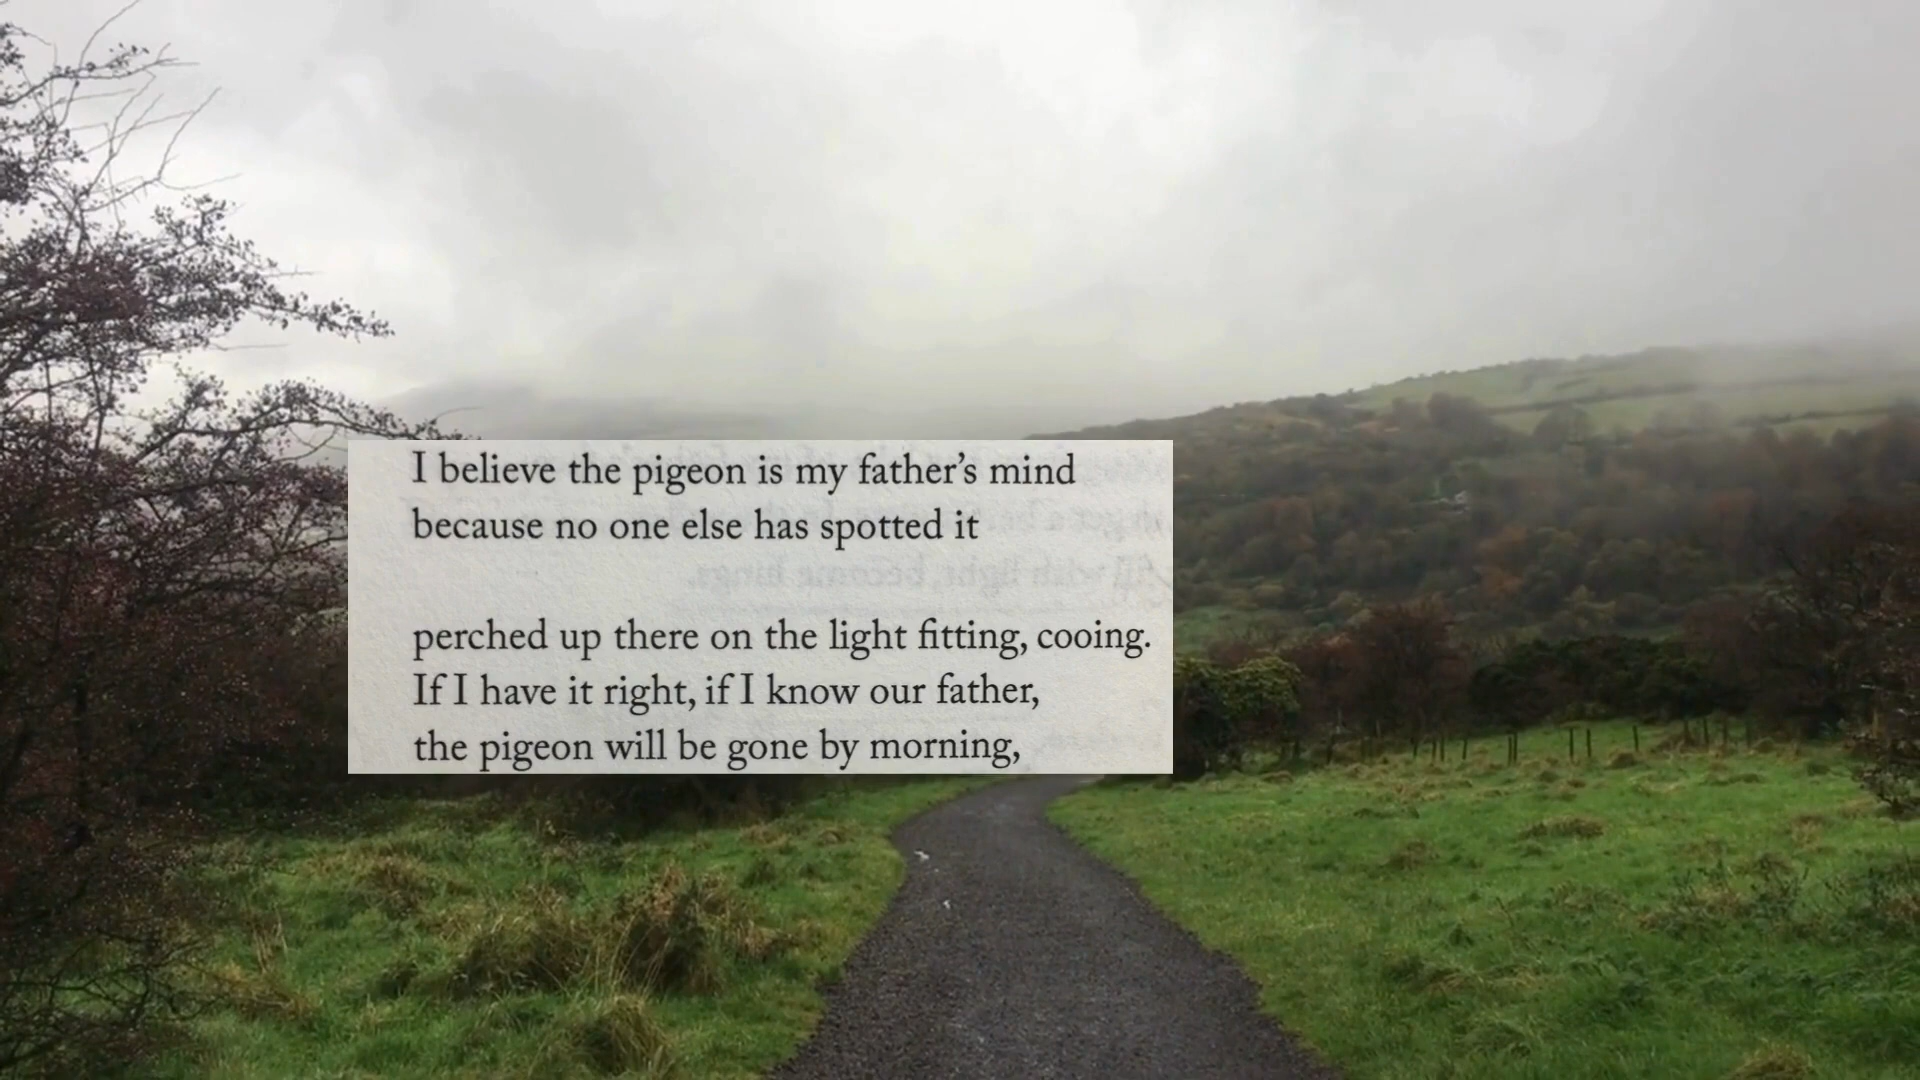 I believe the pigeon is my father’s mind
because no one else has spotted it
perched up there on the light fitting, cooing.
If I have it right, if I know our father,
the pigeon will be gone by morning,